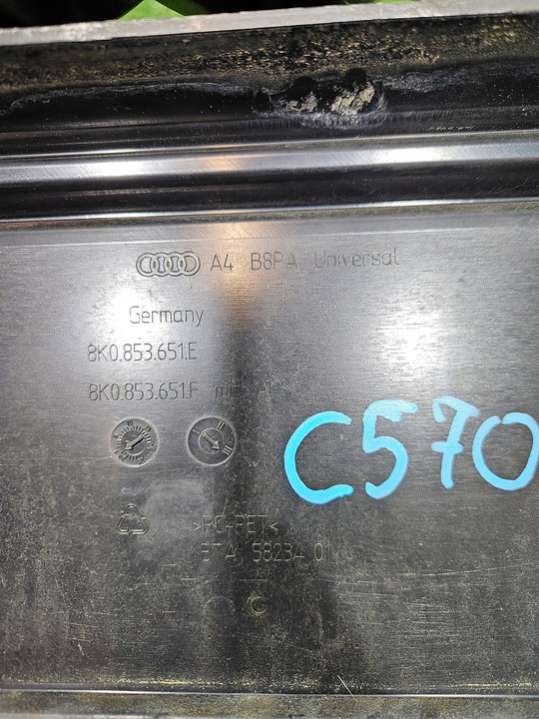 A4 B8PA Universal
Germany
8K0.853.651.E
8K0.853.651.F
C570
>PC-PET<